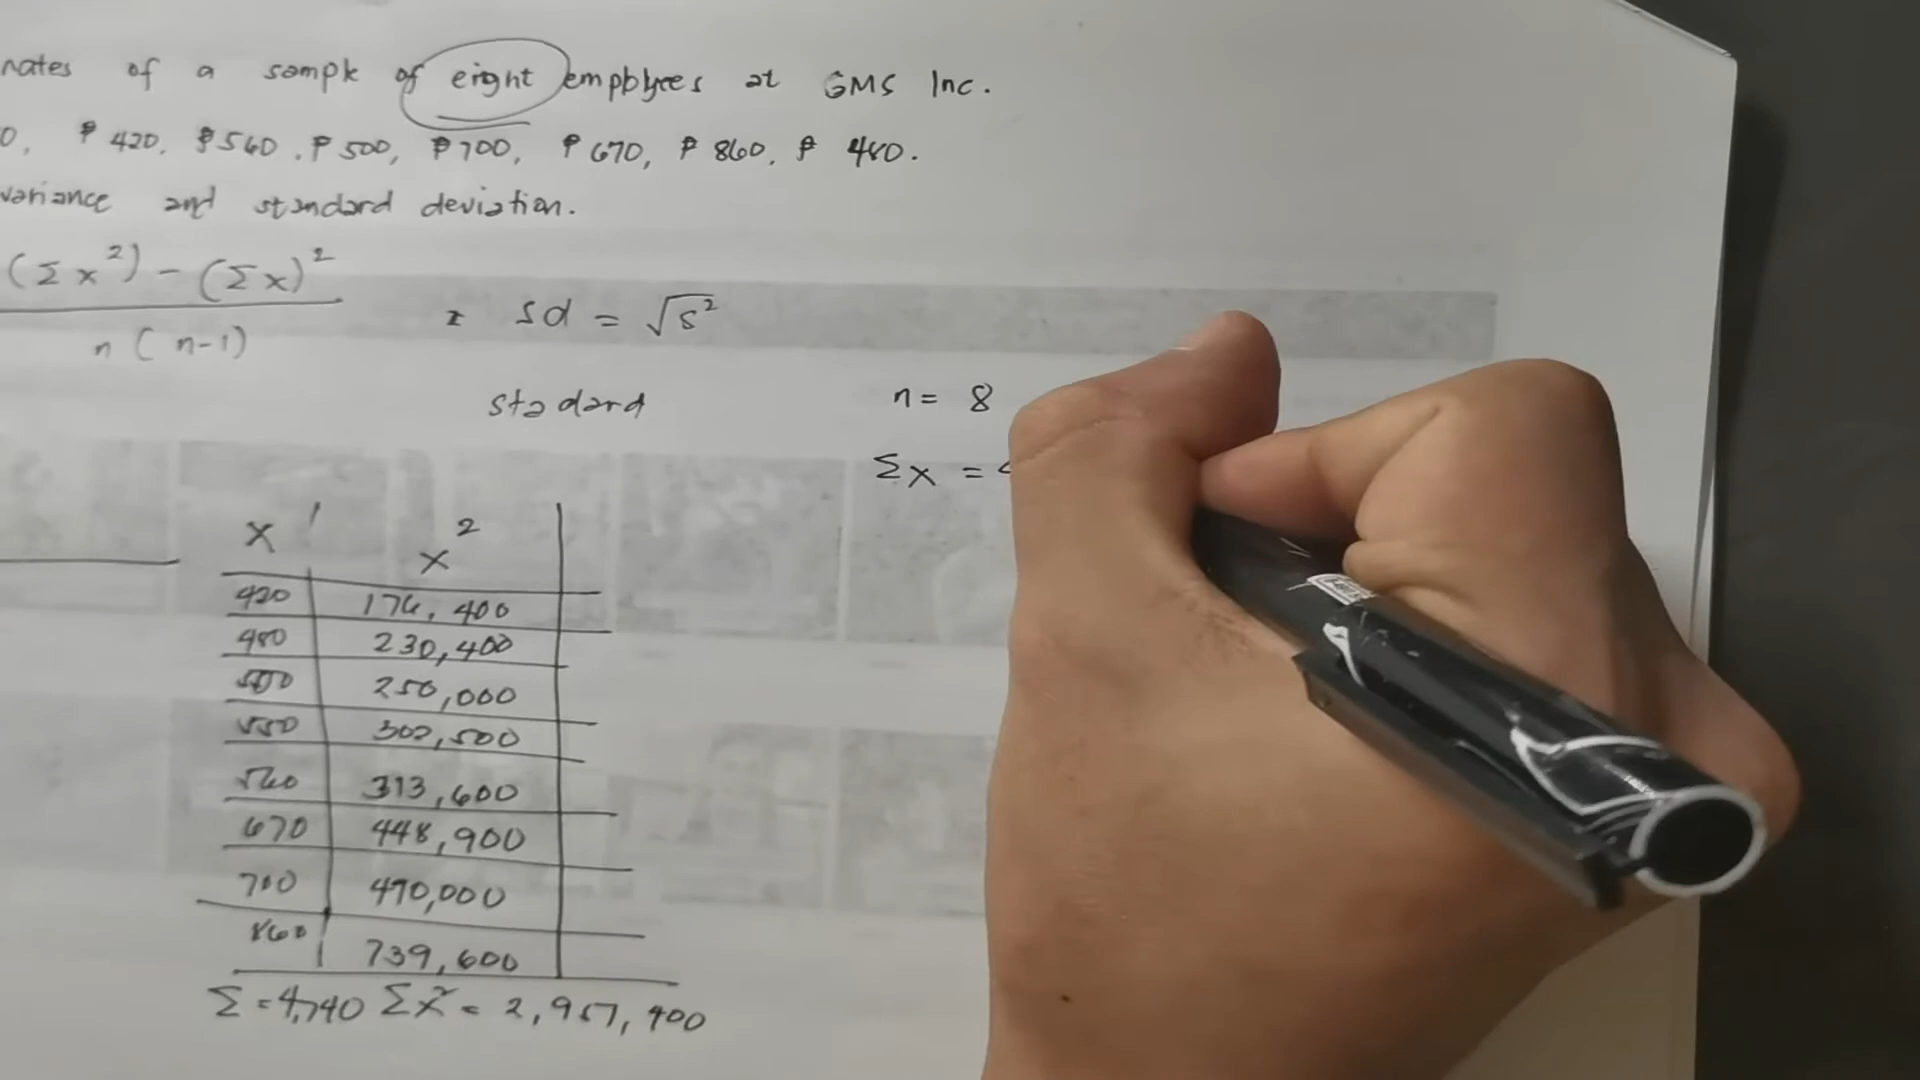 rates of a sample of eight employees at GMS Inc.
0, ₱420, ₱560, ₱500, ₱700, ₱670, ₱860, ₱480.
variance and standard deviation.
(Σx²) - (Σx)²
n(n-1)
sd = √s²
stadard
n = 8
Σx =
x x²
420 176,400
480 230,400
500 250,000
550 302,500
560 313,600
670 448,900
700 490,000
860 739,600
Σ = 4,740 Σx² = 2,951,400